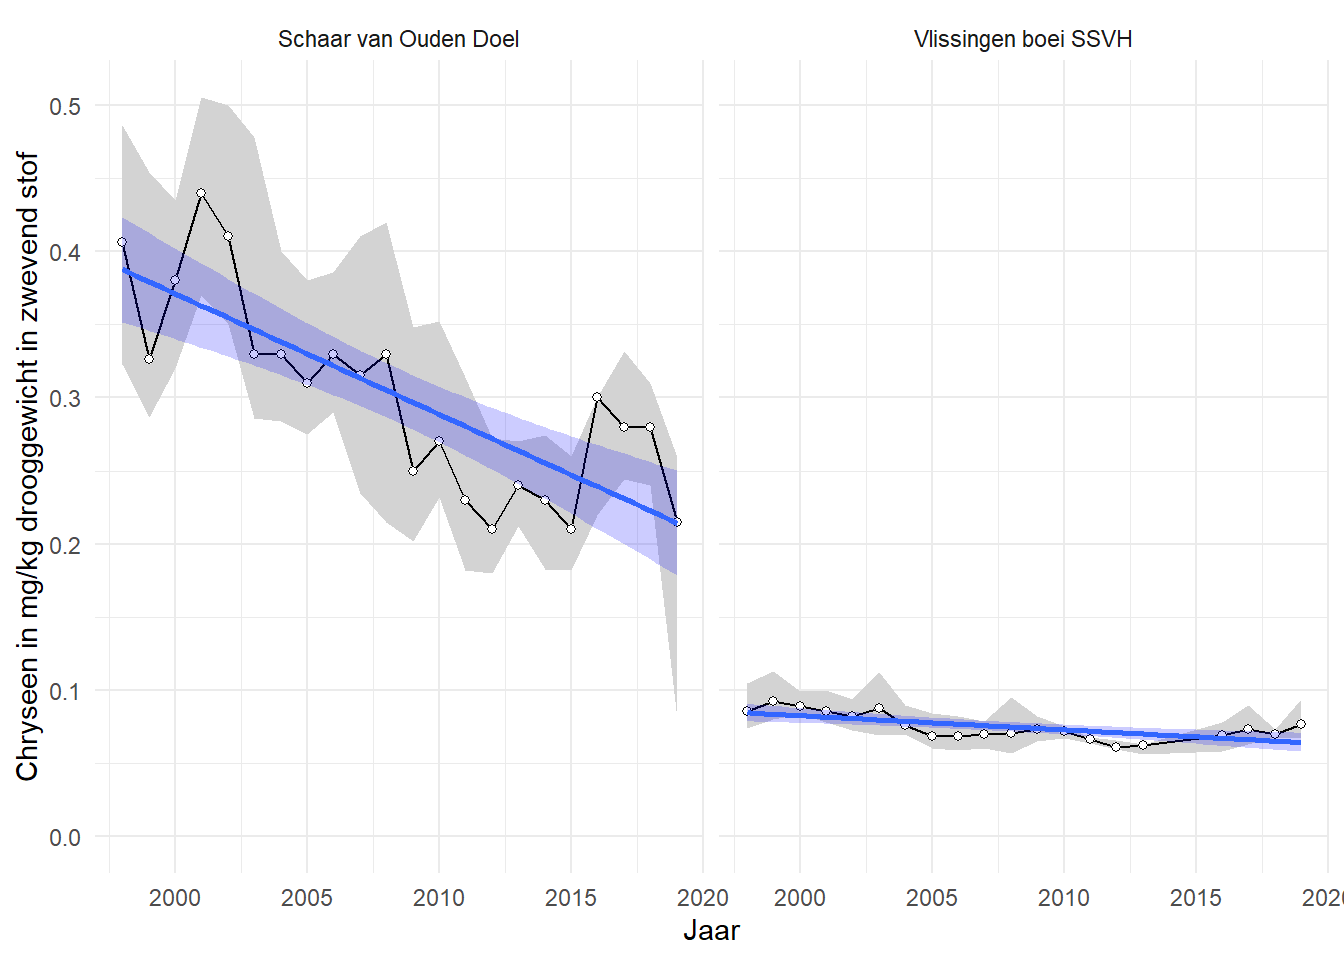 Schaar van Ouden Doel
Vlissingen boei SSVH
Chryseen in mg/kg drooggewicht in zwevend stof
0.5
0.4
0.3
0.2
0.1
0.0
2000 2005 2010 2015 2020
2000 2005 2010 2015 2020
Jaar